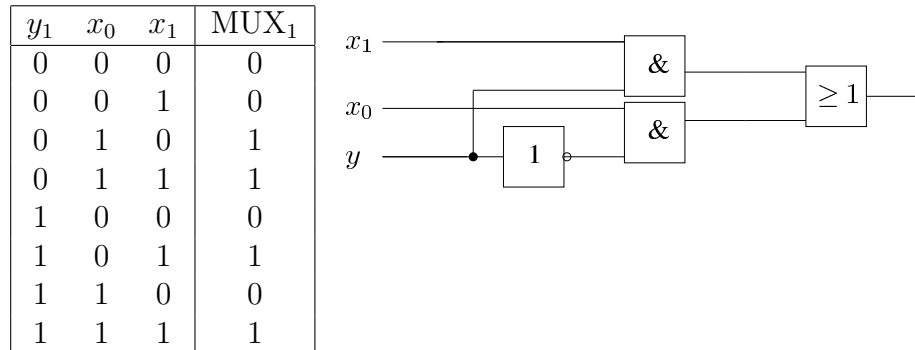 y₁ x₀ x₁ MUX₁
0 0 0 0
0 0 1 0
0 1 0 1
0 1 1 1
1 0 0 0
1 0 1 1
1 1 0 0
1 1 1 1
x₁
&
≥ 1
x₀
&
y
1